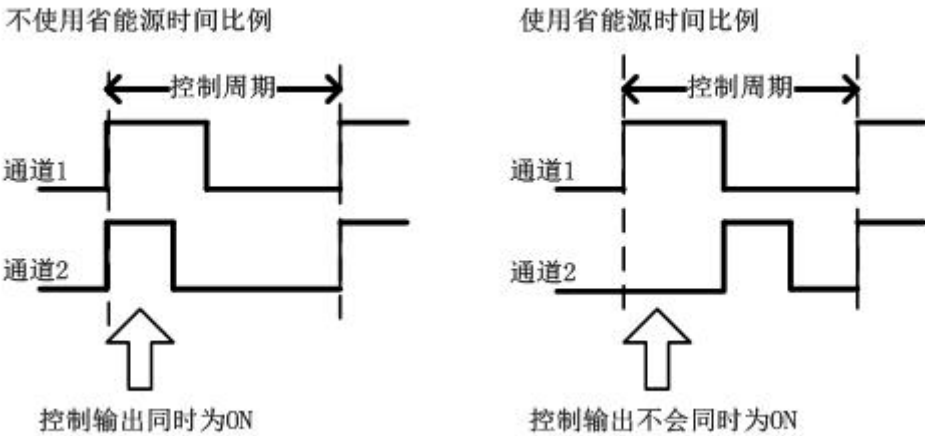 不使用省能源时间比例
使用省能源时间比例
控制周期
控制周期
通道1
通道1
通道2
通道2
控制输出同时为ON
控制输出不会同时为ON